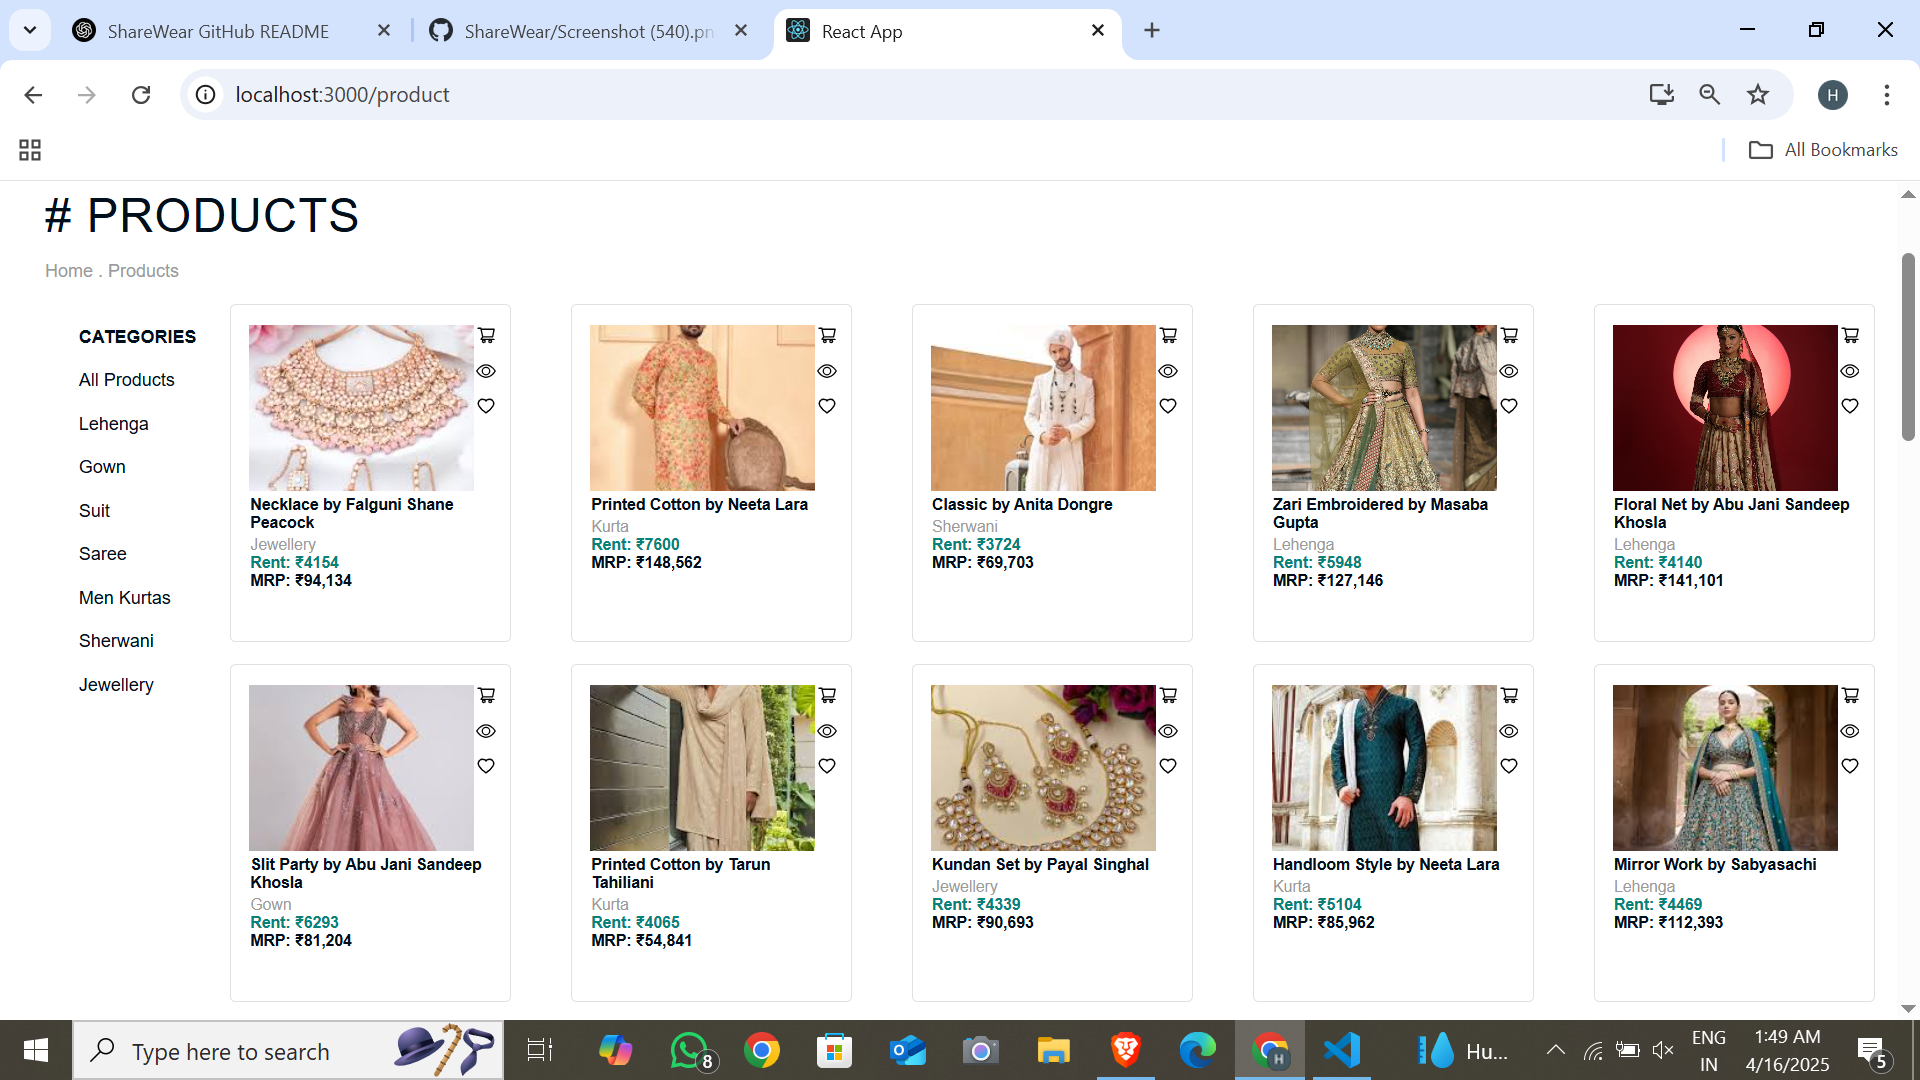 ShareWear GitHub README
ShareWear/Screenshot (540).pn
React App
localhost:3000/product
H
All Bookmarks
# PRODUCTS
Home . Products
CATEGORIES
All Products
Lehenga
Gown
Suit
Saree
Men Kurtas
Sherwani
Jewellery
Necklace by Falguni Shane
Peacock
Jewellery
Rent: ₹4154
MRP: ₹94,134
Printed Cotton by Neeta Lara
Kurta
Rent: ₹7600
MRP: ₹148,562
Classic by Anita Dongre
Sherwani
Rent: ₹3724
MRP: ₹69,703
Zari Embroidered by Masaba
Gupta
Lehenga
Rent: ₹5948
MRP: ₹127,146
Floral Net by Abu Jani Sandeep
Khosla
Lehenga
Rent: ₹4140
MRP: ₹141,101
Slit Party by Abu Jani Sandeep
Khosla
Gown
Rent: ₹6293
MRP: ₹81,204
Printed Cotton by Tarun
Tahiliani
Kurta
Rent: ₹4065
MRP: ₹54,841
Kundan Set by Payal Singhal
Jewellery
Rent: ₹4339
MRP: ₹90,693
Handloom Style by Neeta Lara
Kurta
Rent: ₹5104
MRP: ₹85,962
Mirror Work by Sabyasachi
Lehenga
Rent: ₹4469
MRP: ₹112,393
Type here to search
8
H
Hu...
ENG
IN
1:49 AM
4/16/2025
5